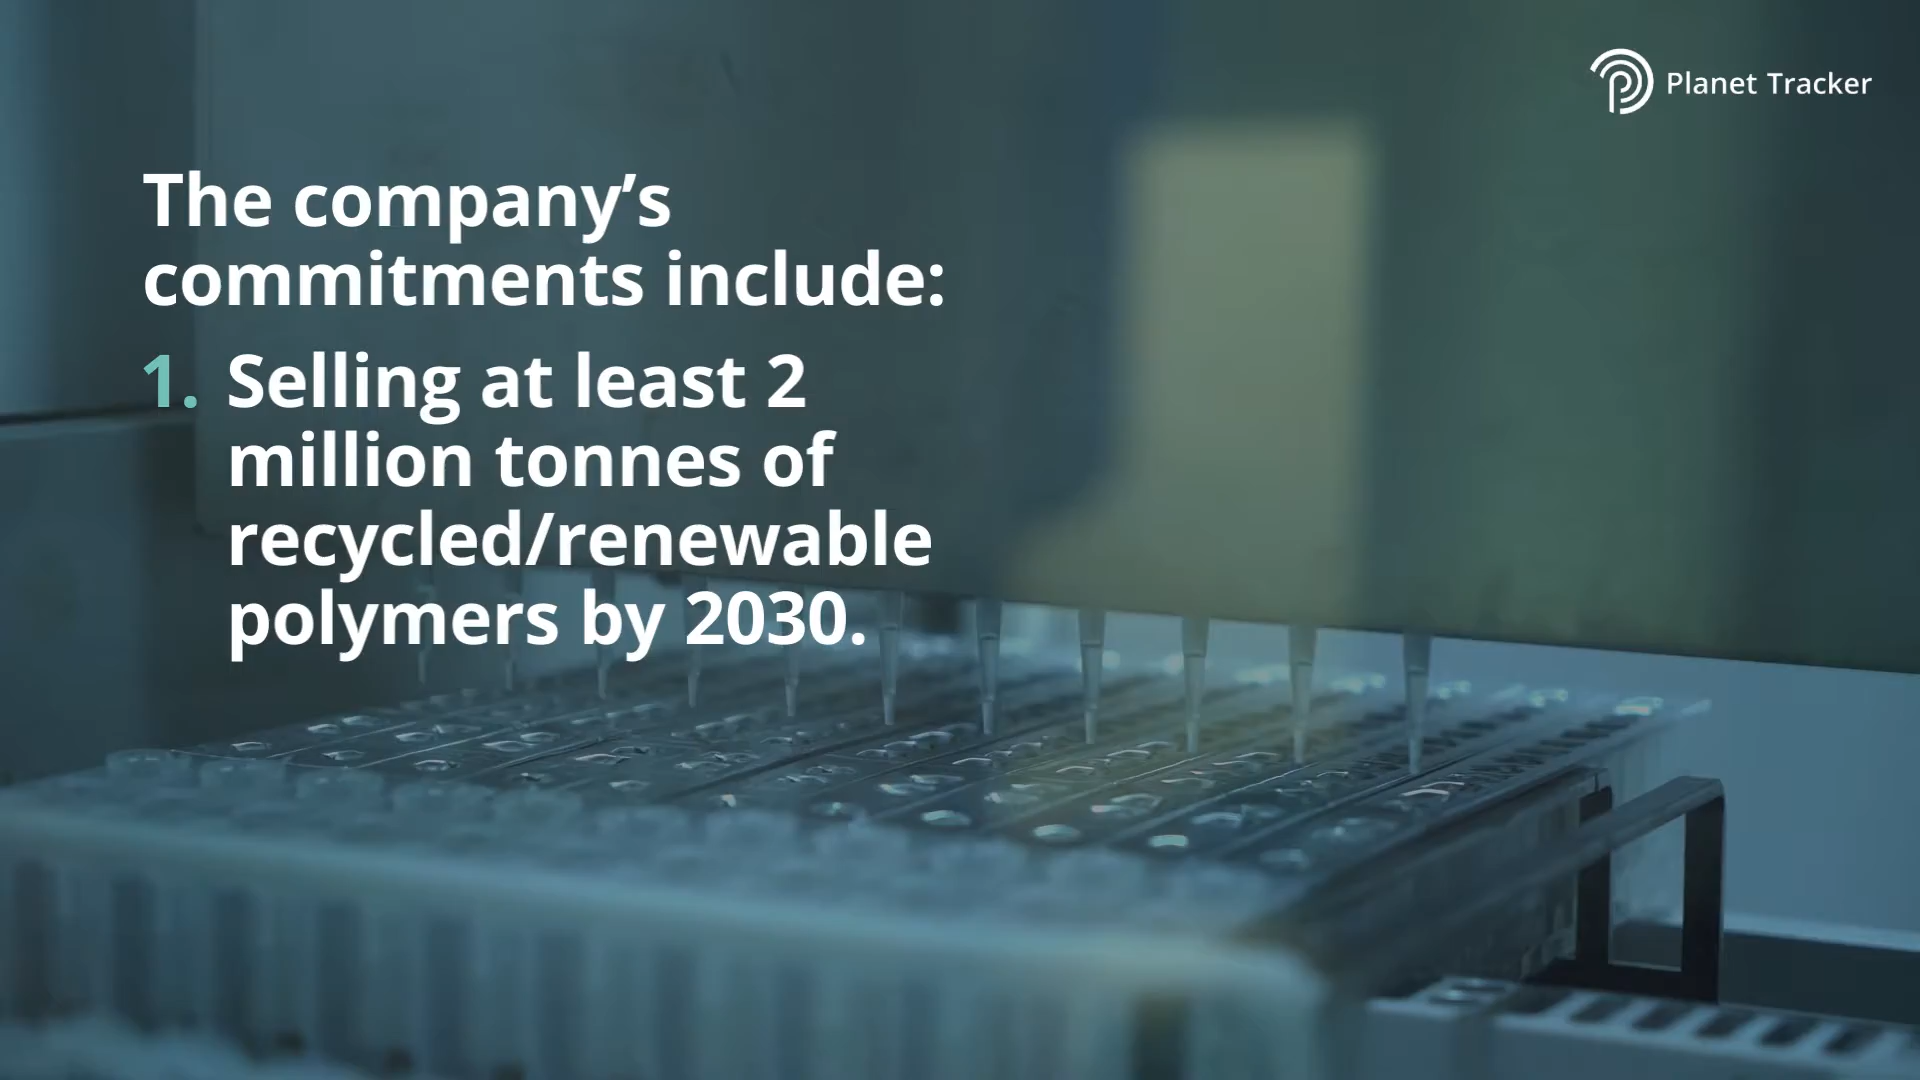 Planet Tracker
The company’s
commitments include:
1. Selling at least 2
million tonnes of
recycled/renewable
polymers by 2030.